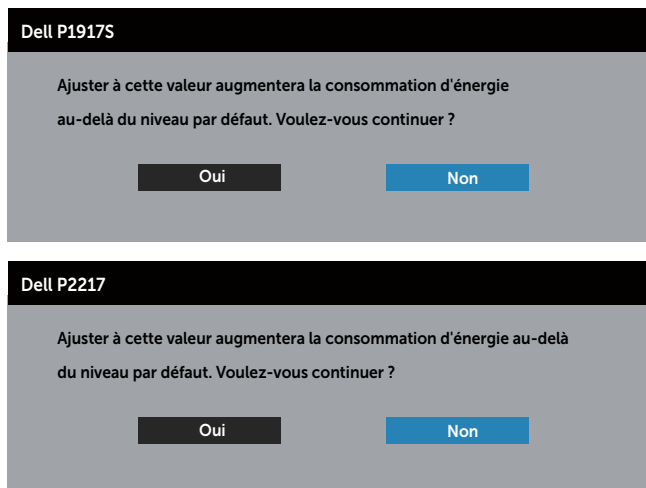 Dell P1917S
Ajuster à cette valeur augmentera la consommation d'énergie
au-delà du niveau par défaut. Voulez-vous continuer ?
Oui Non
Dell P2217
Ajuster à cette valeur augmentera la consommation d'énergie au-delà
du niveau par défaut. Voulez-vous continuer ?
Oui Non